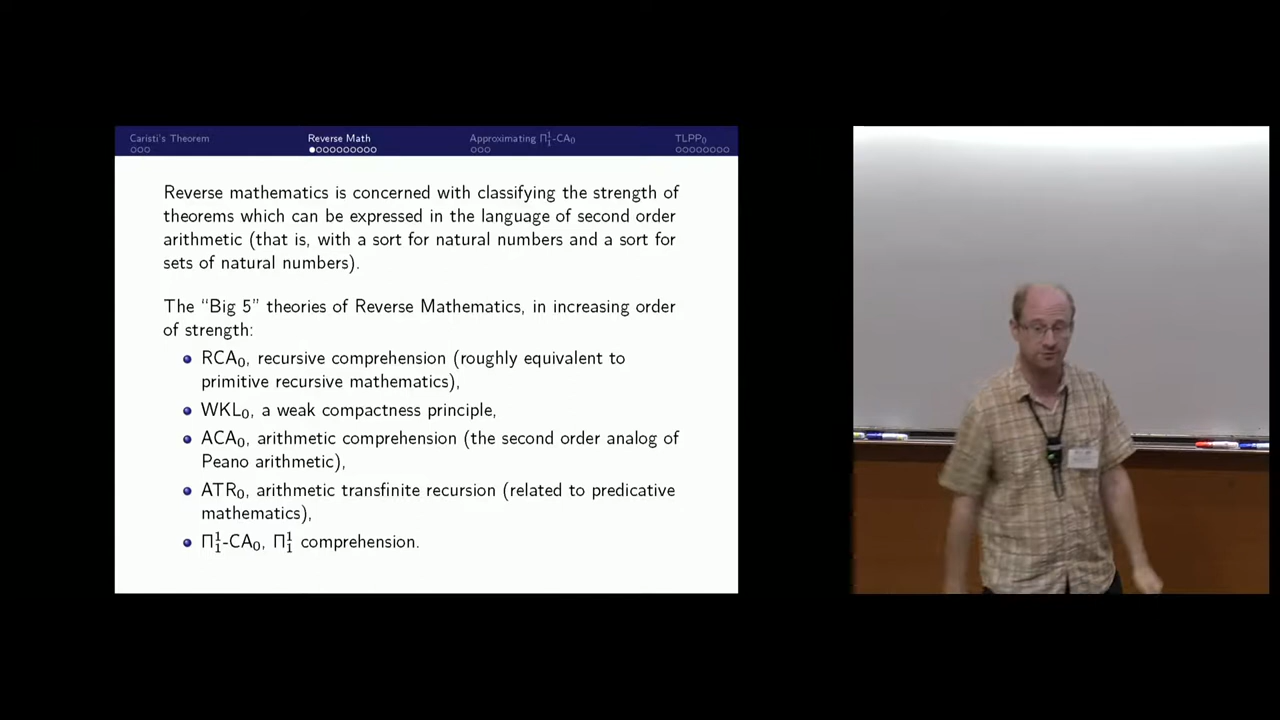 Caristi's Theorem Reverse Math Approximating Π¹₁-CA₀ TLPP₀
Reverse mathematics is concerned with classifying the strength of
theorems which can be expressed in the language of second order
arithmetic (that is, with a sort for natural numbers and a sort for
sets of natural numbers).
The “Big 5” theories of Reverse Mathematics, in increasing order
of strength:
RCA₀, recursive comprehension (roughly equivalent to
primitive recursive mathematics),
WKL₀, a weak compactness principle,
ACA₀, arithmetic comprehension (the second order analog of
Peano arithmetic),
ATR₀, arithmetic transfinite recursion (related to predicative
mathematics),
Π¹₁-CA₀, Π¹₁ comprehension.